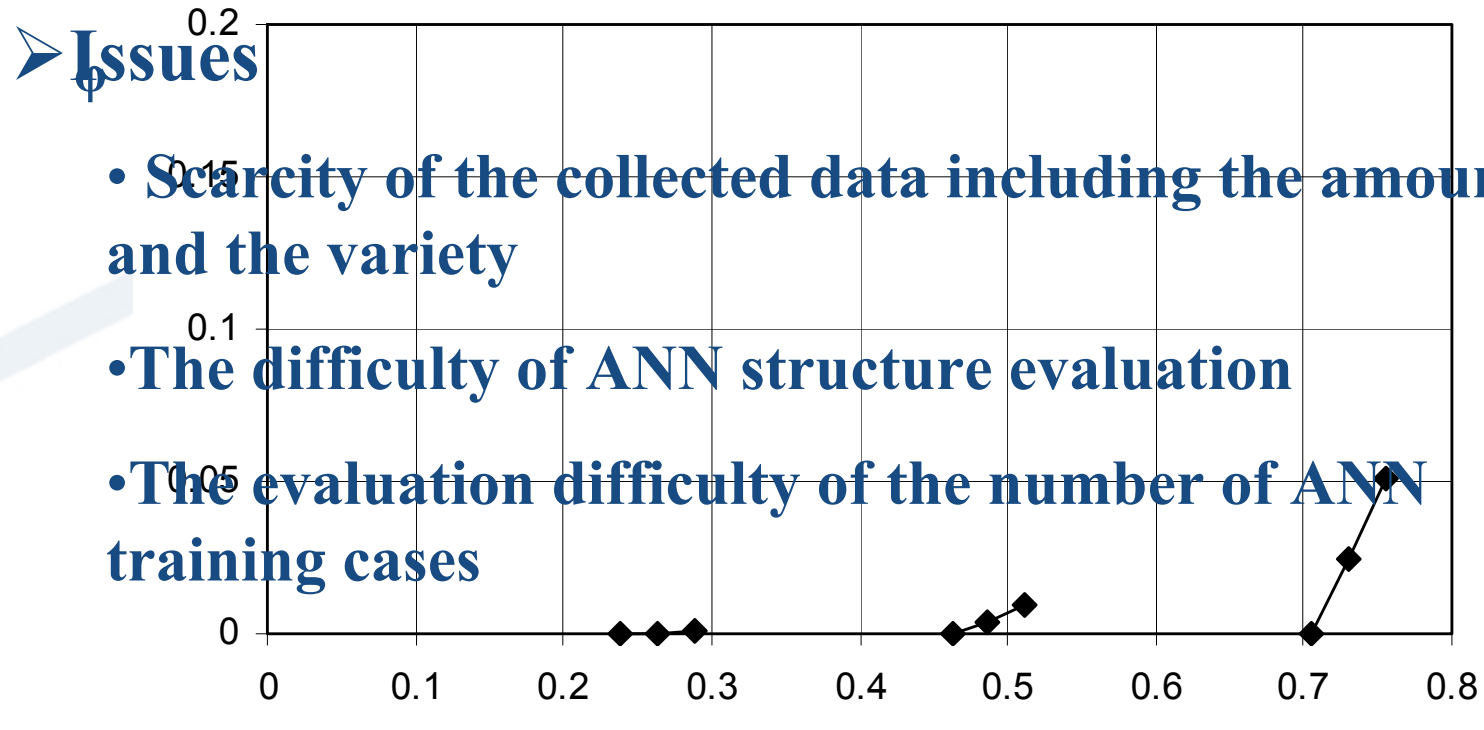 ➢Issues
φ
• Scarcity of the collected data including the amou
and the variety
•The difficulty of ANN structure evaluation
•The evaluation difficulty of the number of ANN
training cases
0.2
0.15
0.1
0.05
0
0 0.1 0.2 0.3 0.4 0.5 0.6 0.7 0.8